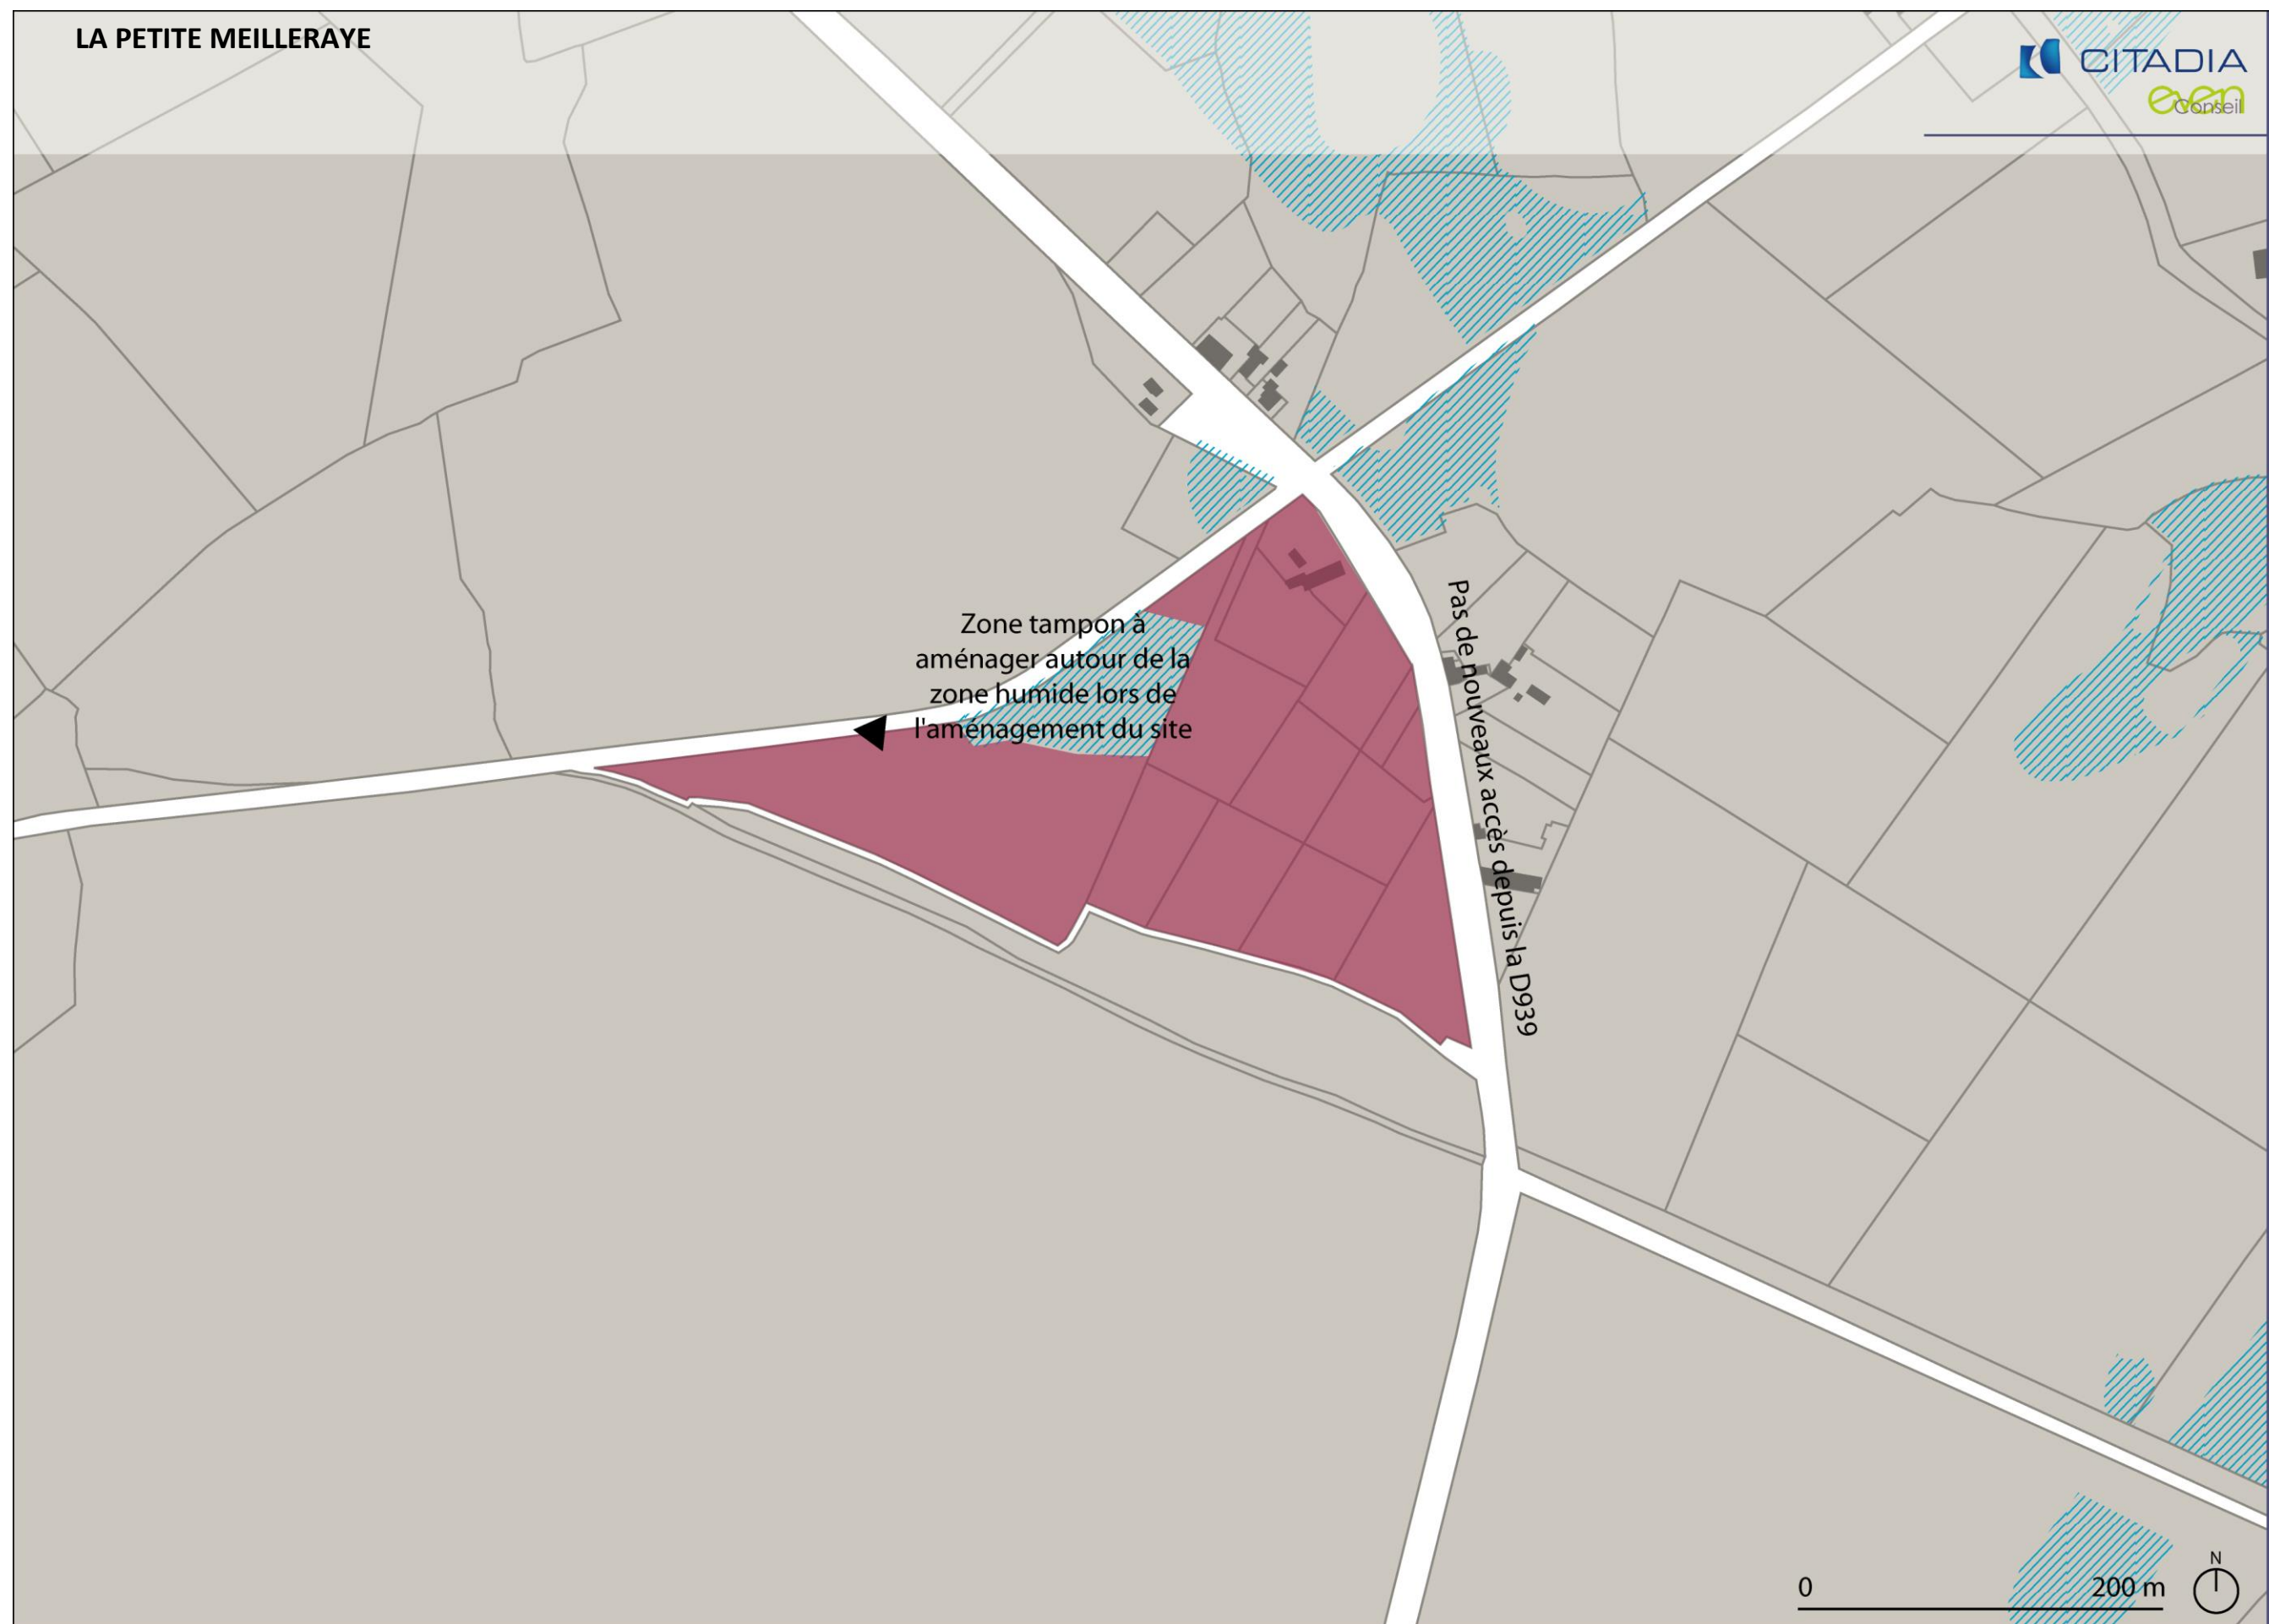 LA PETITE MEILLERAYE
CITADIA
even
Conseil
Zone tampon à
aménager autour de la
zone humide lors de
l'aménagement du site
Pas de nouveaux accès depuis la D939
N
0 200 m